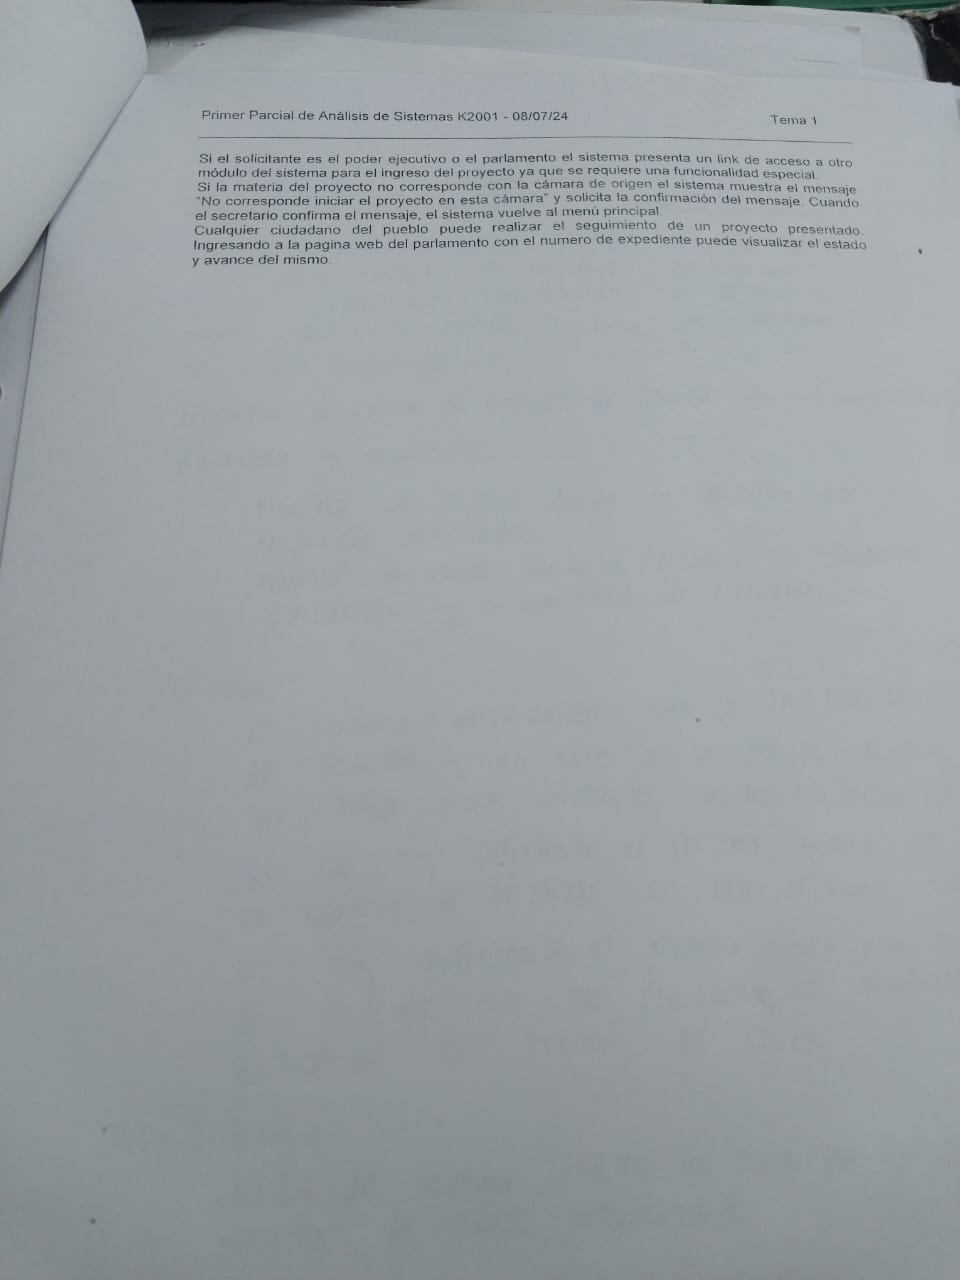 Primer Parcial de Análisis de Sistemas K2001 - 08/07/24 Tema 1
Si el solicitante es el poder ejecutivo o el parlamento el sistema presenta un link de acceso a otro
módulo del sistema para el ingreso del proyecto ya que se requiere una funcionalidad especial.
Si la materia del proyecto no corresponde con la cámara de origen el sistema muestra el mensaje
"No corresponde iniciar el proyecto en esta cámara" y solicita la confirmación del mensaje. Cuando
el secretario confirma el mensaje, el sistema vuelve al menú principal.
Cualquier ciudadano del pueblo puede realizar el seguimiento de un proyecto presentado.
Ingresando a la pagina web del parlamento con el numero de expediente puede visualizar el estado
y avance del mismo.